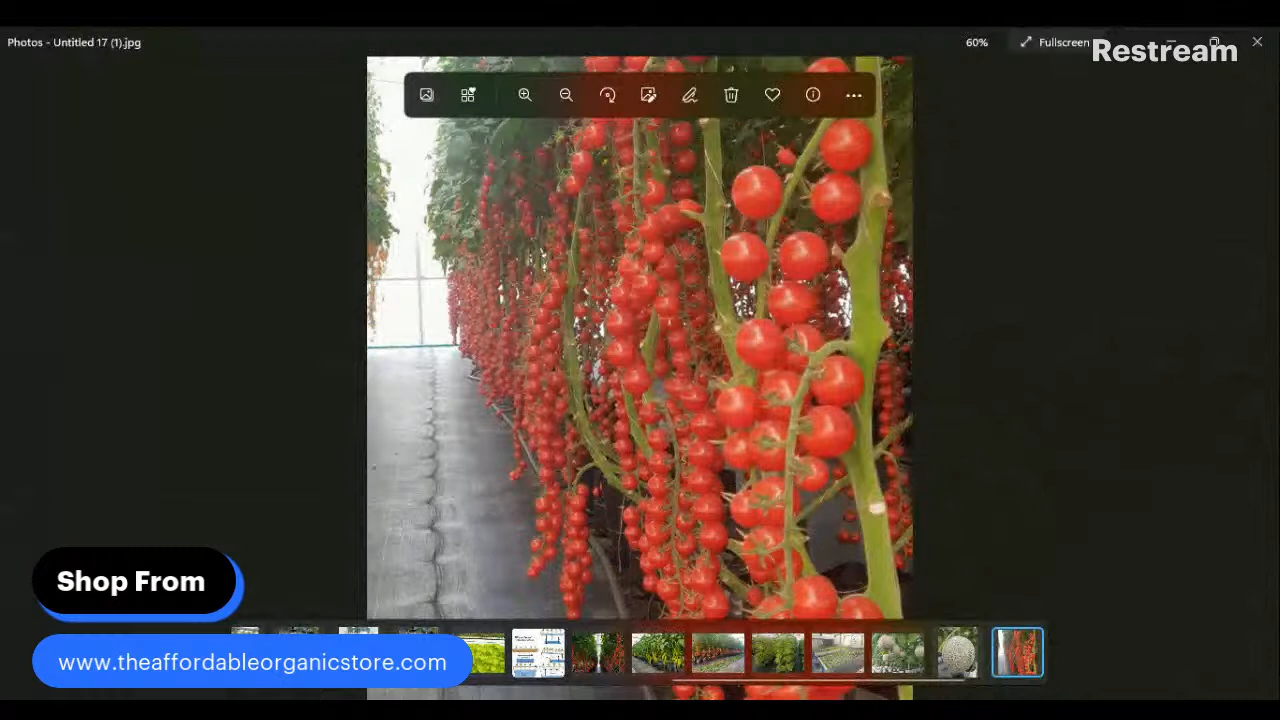 Photos - Untitled 17 (1).jpg
60%
Fullscreen
Restream
Shop From
www.theaffordableorganicstore.com